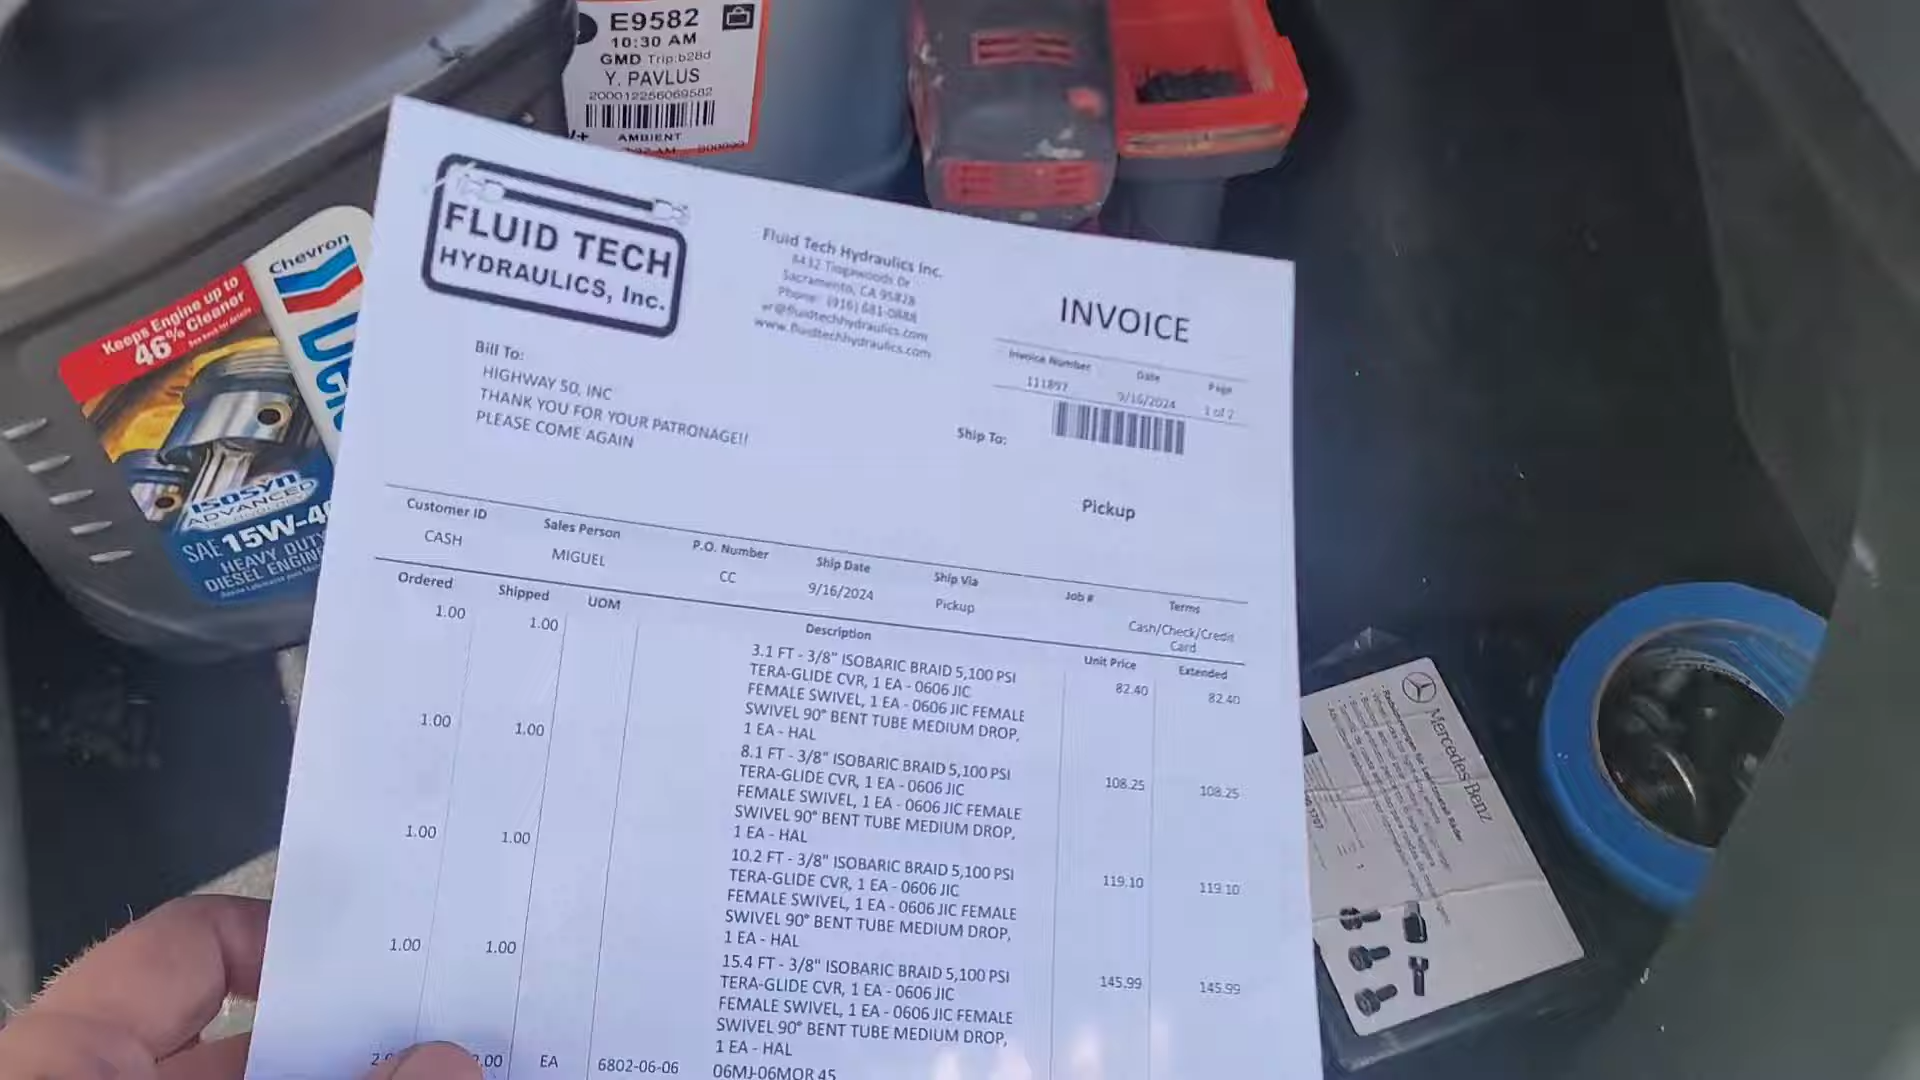 E9582
10:30 AM
GMD Trip:b28d
Y. PAVLUS
200012256069582
AMBIENT
Chevron
Keeps Engine up to
46% Cleaner
ISOSYN
ADVANCED
SAE 15W-40
HEAVY DUTY
DIESEL ENGINE
FLUID TECH
HYDRAULICS, Inc.
Fluid Tech Hydraulics Inc.
Sacramento, CA 95828
Phone: (916) 681-0888
www.fluidtechhydraulics.com
INVOICE
Invoice Number Date Page
111897 9/16/2024 1 of 2
Bill To:
HIGHWAY 50, INC
THANK YOU FOR YOUR PATRONAGE!!
PLEASE COME AGAIN
Ship To:
Pickup
Customer ID Sales Person P.O. Number Ship Date Ship Via Job # Terms
CASH MIGUEL CC 9/16/2024 Pickup Cash/Check/Credit
Card
Ordered Shipped UOM Description Unit Price Extended
1.00 1.00 3.1 FT - 3/8" ISOBARIC BRAID 5,100 PSI 82.40 82.40
TERA-GLIDE CVR, 1 EA - 0606 JIC
FEMALE SWIVEL, 1 EA - 0606 JIC FEMALE
SWIVEL 90° BENT TUBE MEDIUM DROP,
1 EA - HAL
1.00 1.00 8.1 FT - 3/8" ISOBARIC BRAID 5,100 PSI 108.25 108.25
TERA-GLIDE CVR, 1 EA - 0606 JIC
FEMALE SWIVEL, 1 EA - 0606 JIC FEMALE
SWIVEL 90° BENT TUBE MEDIUM DROP,
1 EA - HAL
1.00 1.00 10.2 FT - 3/8" ISOBARIC BRAID 5,100 PSI 119.10 119.10
TERA-GLIDE CVR, 1 EA - 0606 JIC
FEMALE SWIVEL, 1 EA - 0606 JIC FEMALE
SWIVEL 90° BENT TUBE MEDIUM DROP,
1 EA - HAL
1.00 1.00 15.4 FT - 3/8" ISOBARIC BRAID 5,100 PSI 145.99 145.99
TERA-GLIDE CVR, 1 EA - 0606 JIC
FEMALE SWIVEL, 1 EA - 0606 JIC FEMALE
SWIVEL 90° BENT TUBE MEDIUM DROP,
1 EA - HAL
EA 6802-06-06 06MJ-06MOR 45
Mercedes-Benz